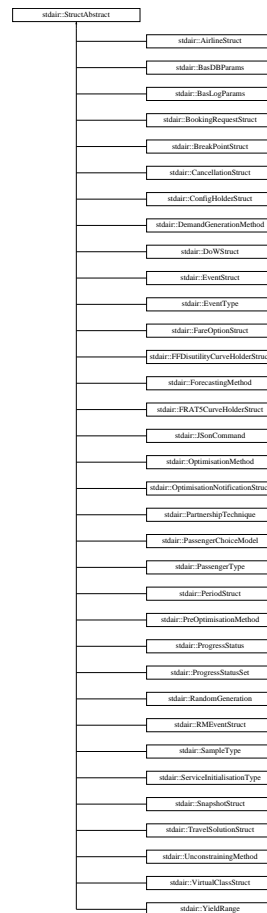 stdair::StructAbstract
stdair::AirlineStruct
stdair::BasDBParams
stdair::BasLogParams
stdair::BookingRequestStruct
stdair::BreakPointStruct
stdair::CancellationStruct
stdair::ConfigHolderStruct
stdair::DemandGenerationMethod
stdair::DoWStruct
stdair::EventStruct
stdair::EventType
stdair::FareOptionStruct
stdair::FFDisutilityCurveHolderStruct
stdair::ForecastingMethod
stdair::FRAT5CurveHolderStruct
stdair::JSonCommand
stdair::OptimisationMethod
stdair::OptimisationNotificationStruct
stdair::PartnershipTechnique
stdair::PassengerChoiceModel
stdair::PassengerType
stdair::PeriodStruct
stdair::PreOptimisationMethod
stdair::ProgressStatus
stdair::ProgressStatusSet
stdair::RandomGeneration
stdair::RMEventStruct
stdair::SampleType
stdair::ServiceInitialisationType
stdair::SnapshotStruct
stdair::TravelSolutionStruct
stdair::UnconstrainingMethod
stdair::VirtualClassStruct
stdair::YieldRange